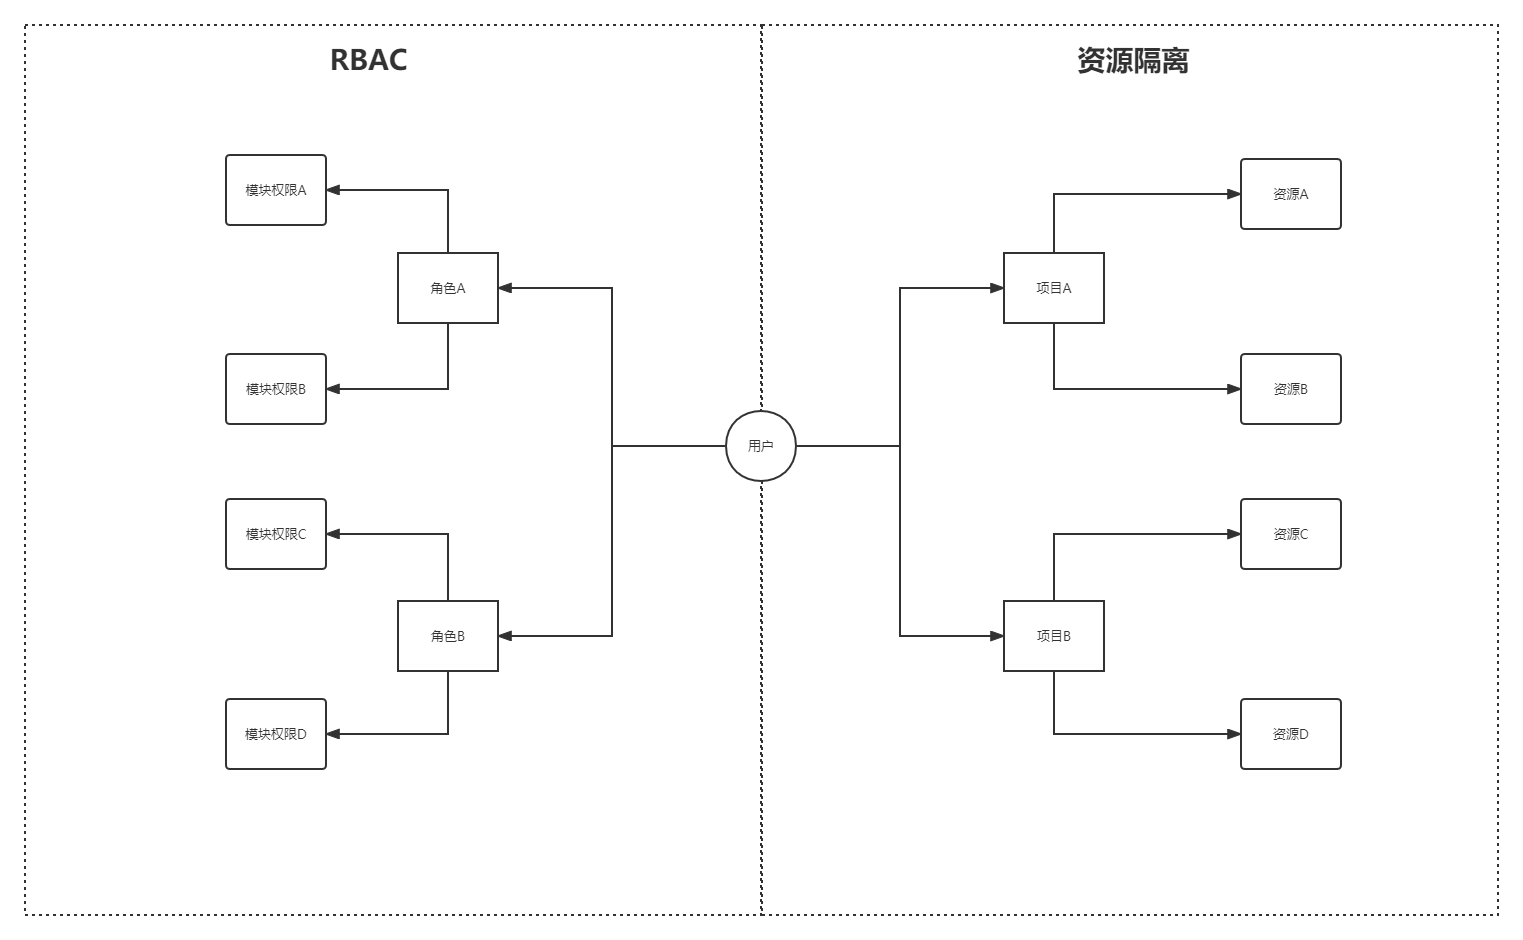 RBAC
资源隔离
模块权限A
角色A
模块权限B
用户
模块权限C
角色B
模块权限D
资源A
项目A
资源B
资源C
项目B
资源D